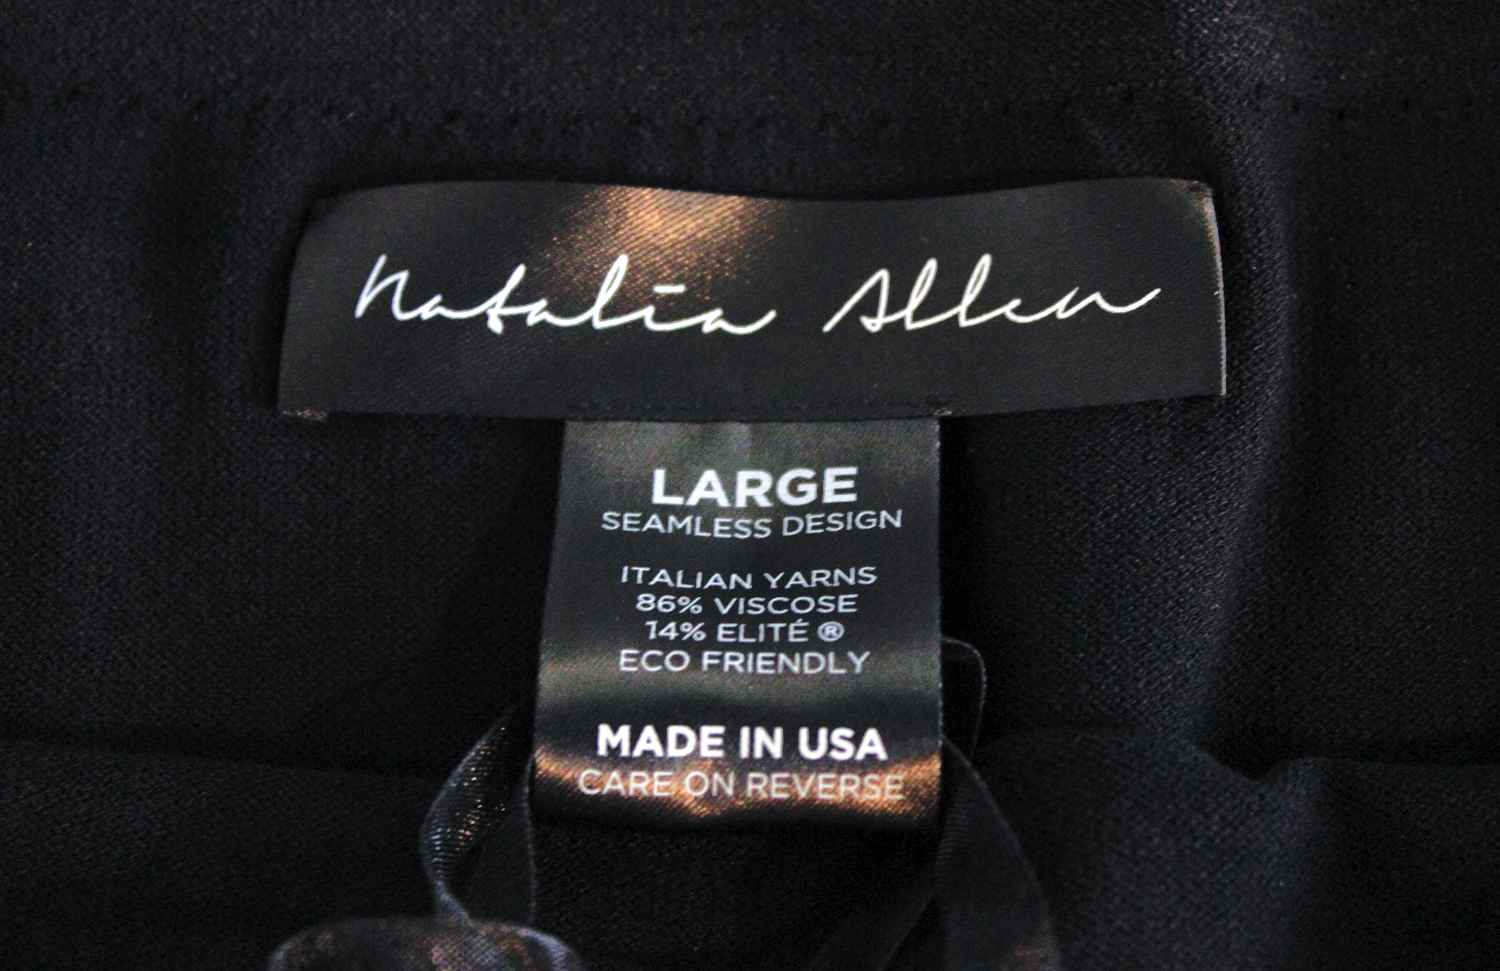 Natalia Allen
LARGE
SEAMLESS DESIGN
ITALIAN YARNS
86% VISCOSE
14% ELITÉ ®
ECO FRIENDLY
MADE IN USA
CARE ON REVERSE